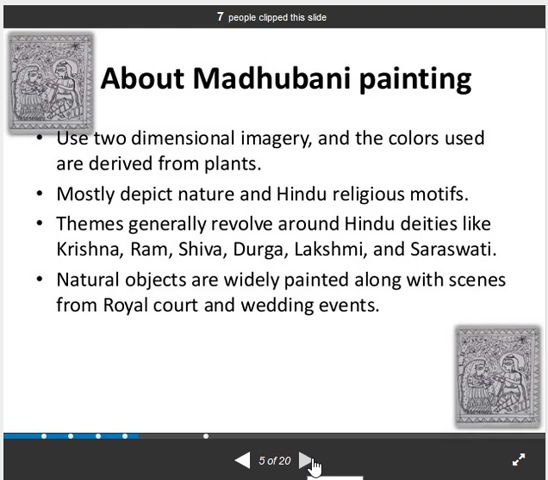 7 people clipped this slide
About Madhubani painting
• Use two dimensional imagery, and the colors used
are derived from plants.
• Mostly depict nature and Hindu religious motifs.
• Themes generally revolve around Hindu deities like
Krishna, Ram, Shiva, Durga, Lakshmi, and Saraswati.
• Natural objects are widely painted along with scenes
from Royal court and wedding events.
5 of 20